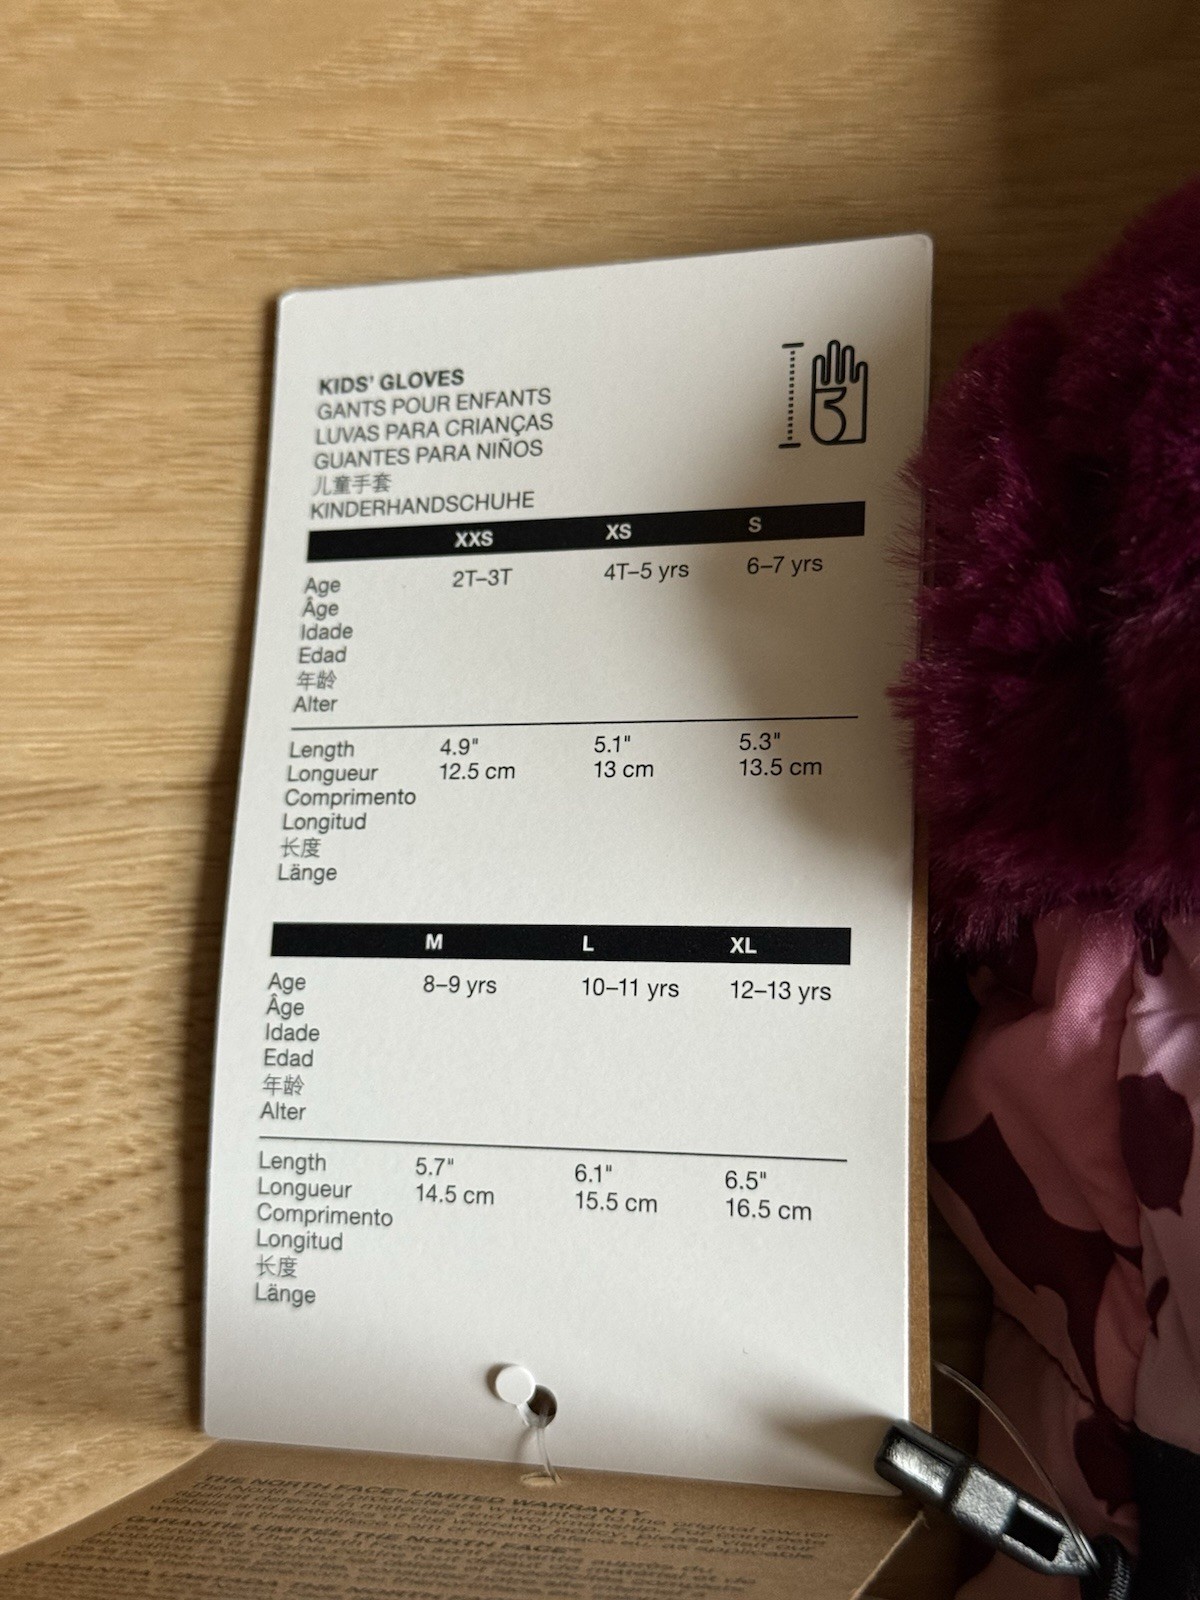 KIDS' GLOVES
GANTS POUR ENFANTS
LUVAS PARA CRIANÇAS
GUANTES PARA NIÑOS
儿童手套
KINDERHANDSCHUHE
XXS XS S
Age 2T–3T 4T–5 yrs 6–7 yrs
Âge
Idade
Edad
年龄
Alter
Length 4.9" 5.1" 5.3"
Longueur 12.5 cm 13 cm 13.5 cm
Comprimento
Longitud
长度
Länge
M L XL
Age 8–9 yrs 10–11 yrs 12–13 yrs
Âge
Idade
Edad
年龄
Alter
Length 5.7" 6.1" 6.5"
Longueur 14.5 cm 15.5 cm 16.5 cm
Comprimento
Longitud
长度
Länge
THE NORTH FACE® LIMITED WARRANTY